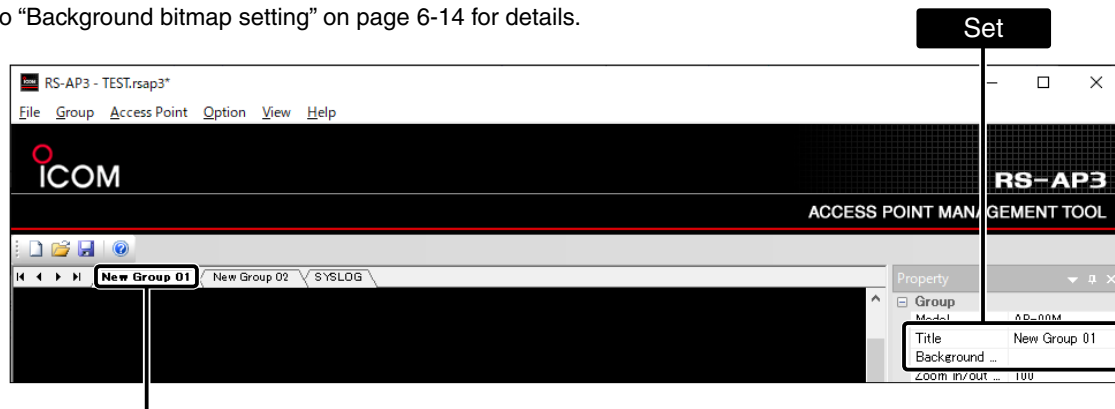 o “Background bitmap setting” on page 6-14 for details.
Set
RS-AP3 - TEST.rsap3*
File Group Access Point Option View Help
ICOM
RS-AP3
ACCESS POINT MANAGEMENT TOOL
New Group 01 New Group 02 SYSLOG
Property
Group
Model
Title New Group 01
Background ...
Zoom in/out ... 100